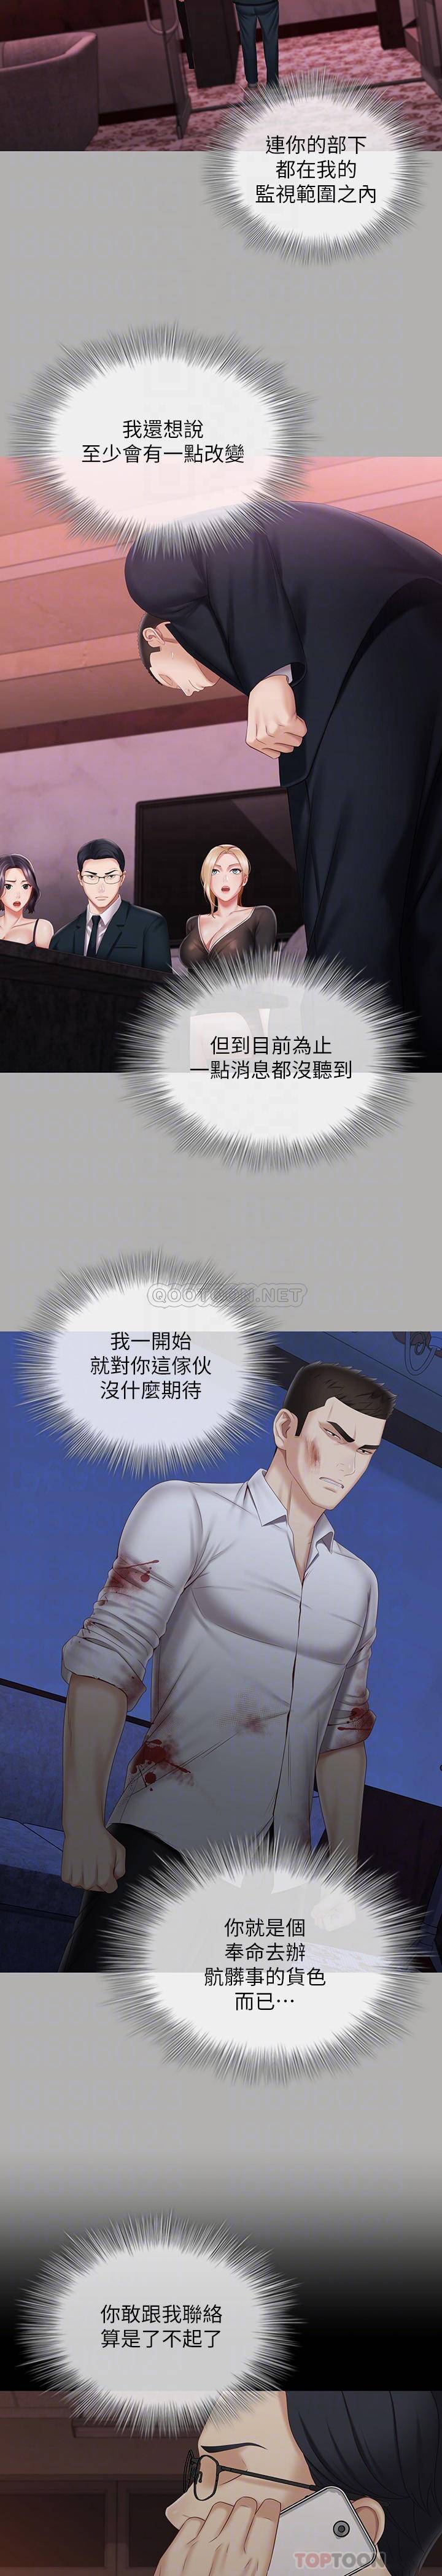 連你的部下
都在我的
監視範圍之內
我還想說
至少會有一點改變
但到目前為止
一點消息都沒聽到
QOOTOON.NET
我一開始
就對你這傢伙
沒什麼期待
你就是個
奉命去辦
骯髒事的貨色
而已…
你敢跟我聯絡
算是了不起了
TOPTOON